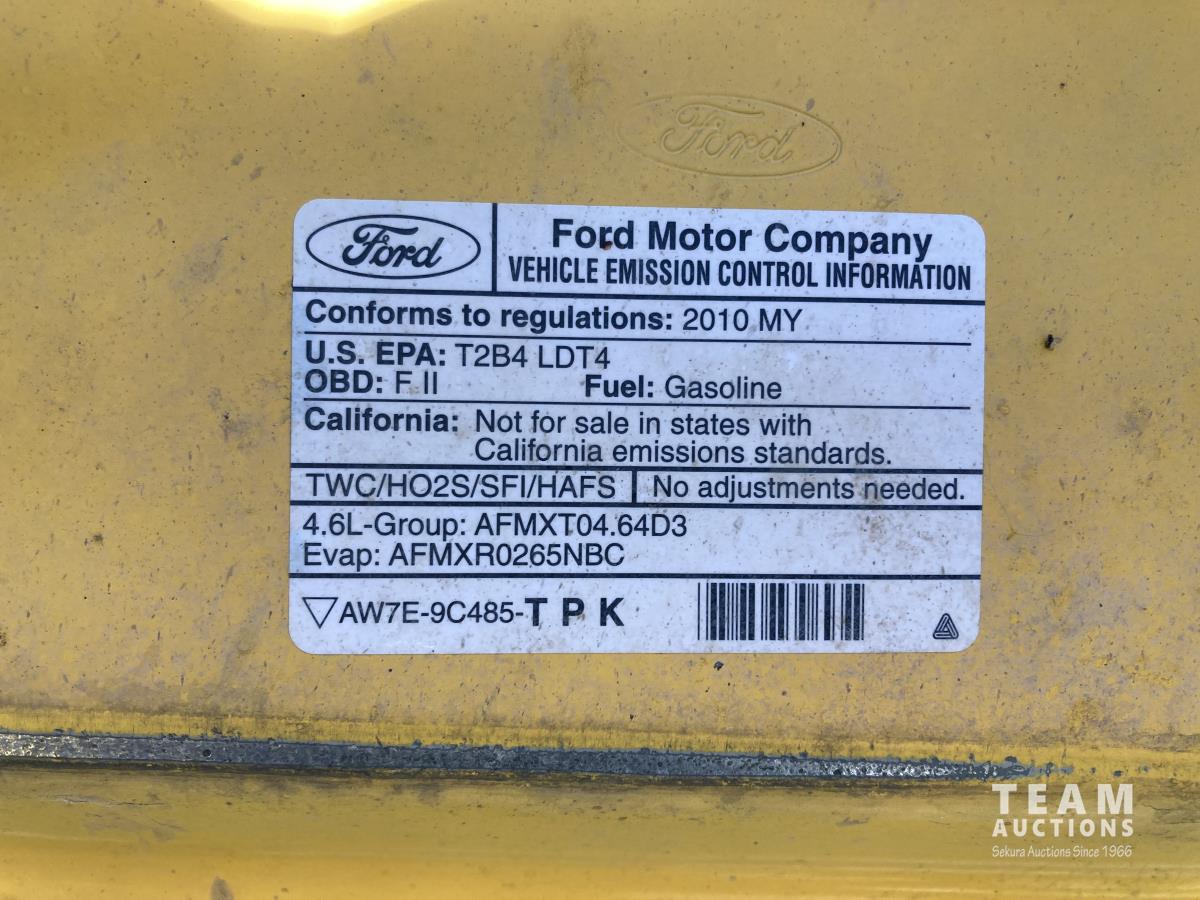 Ford
Ford
Ford Motor Company
VEHICLE EMISSION CONTROL INFORMATION
Conforms to regulations: 2010 MY
U.S. EPA: T2B4 LDT4
OBD: F II Fuel: Gasoline
California: Not for sale in states with
California emissions standards.
TWC/HO2S/SFI/HAFS No adjustments needed.
4.6L-Group: AFMXT04.64D3
Evap: AFMXR0265NBC
AW7E-9C485-T P K
TEAM
AUCTIONS
Sekura Auctions Since 1966